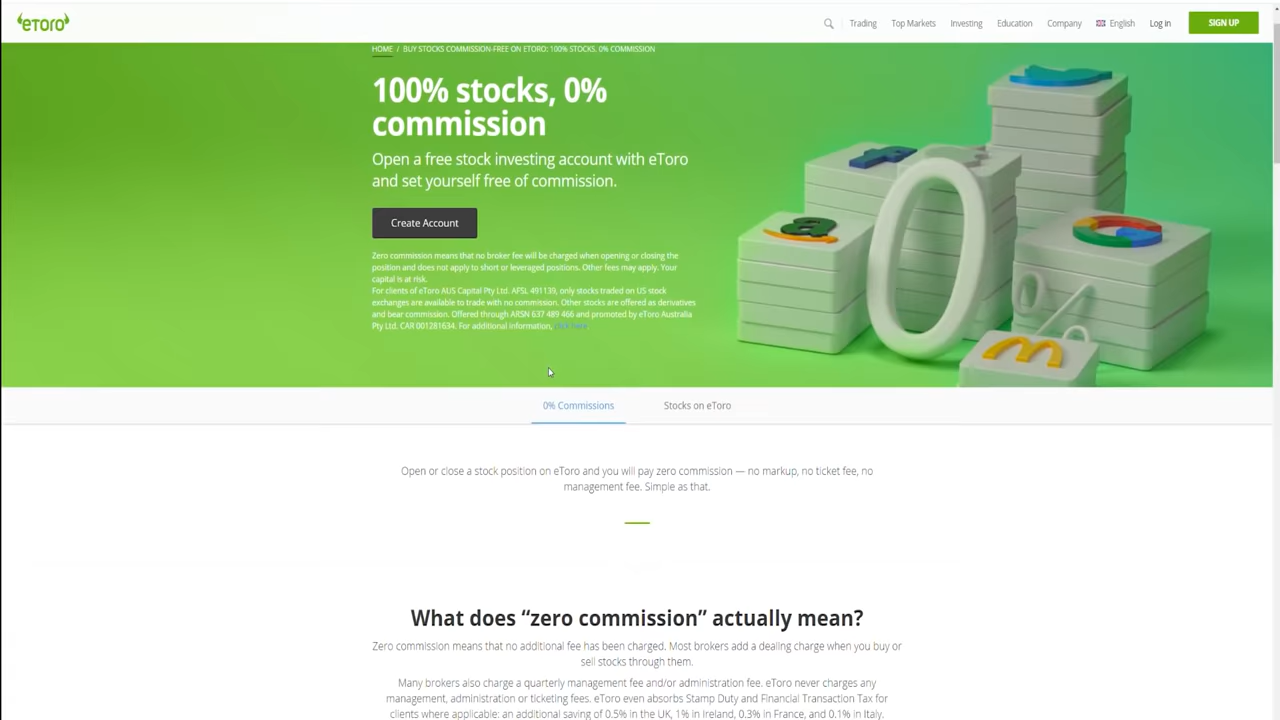 eToro
Trading
Top Markets
Investing
Education
Company
English
Log in
SIGN UP
HOME / BUY STOCKS COMMISSION-FREE ON ETORO: 100% STOCKS. 0% COMMISSION
100% stocks, 0%
commission
Open a free stock investing account with eToro
and set yourself free of commission.
Create Account
Zero commission means that no broker fee will be charged when opening or closing the
position and does not apply to short or leveraged positions. Other fees may apply. Your
capital is at risk.
For clients of eToro AUS Capital Pty Ltd. AFSL 491139, only stocks traded on US stock
exchanges are available to trade with no commission. Other stocks are offered as derivatives
and bear commission. Offered through ARSN 637 489 466 and promoted by eToro Australia
Pty Ltd. CAR 001281634. For additional information, click here
0%
0% Commissions
Stocks on eToro
Open or close a stock position on eToro and you will pay zero commission — no markup, no ticket fee, no
management fee. Simple as that.
What does “zero commission” actually mean?
Zero commission means that no additional fee has been charged. Most brokers add a dealing charge when you buy or
sell stocks through them.
Many brokers also charge a quarterly management fee and/or administration fee. eToro never charges any
management, administration or ticketing fees. eToro even absorbs Stamp Duty and Financial Transaction Tax for
clients where applicable: an additional saving of 0.5% in the UK, 1% in Ireland, 0.3% in France, and 0.1% in Italy.